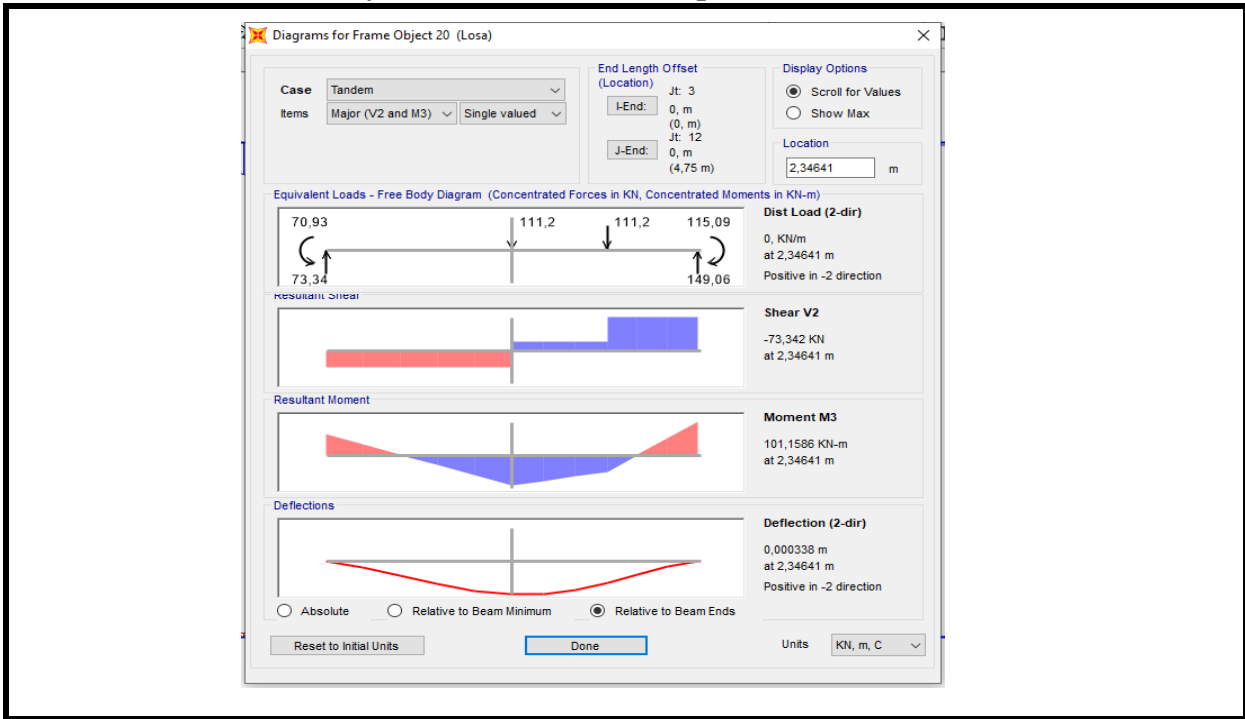 Diagrams for Frame Object 20 (Losa)
Case Tandem
Items Major (V2 and M3) Single valued
End Length Offset
(Location)
Jt: 3
I-End: 0, m
(0, m)
Jt: 12
J-End: 0, m
(4,75 m)
Display Options
Scroll for Values
Show Max
Location
2,34641 m
Equivalent Loads - Free Body Diagram (Concentrated Forces in KN, Concentrated Moments in KN-m)
70,93 111,2 111,2 115,09
73,34 149,06
Dist Load (2-dir)
0, KN/m
at 2,34641 m
Positive in -2 direction
Resultant Shear
Shear V2
-73,342 KN
at 2,34641 m
Resultant Moment
Moment M3
101,1586 KN-m
at 2,34641 m
Deflections
Deflection (2-dir)
0,000338 m
at 2,34641 m
Positive in -2 direction
Absolute Relative to Beam Minimum Relative to Beam Ends
Reset to Initial Units Done Units KN, m, C